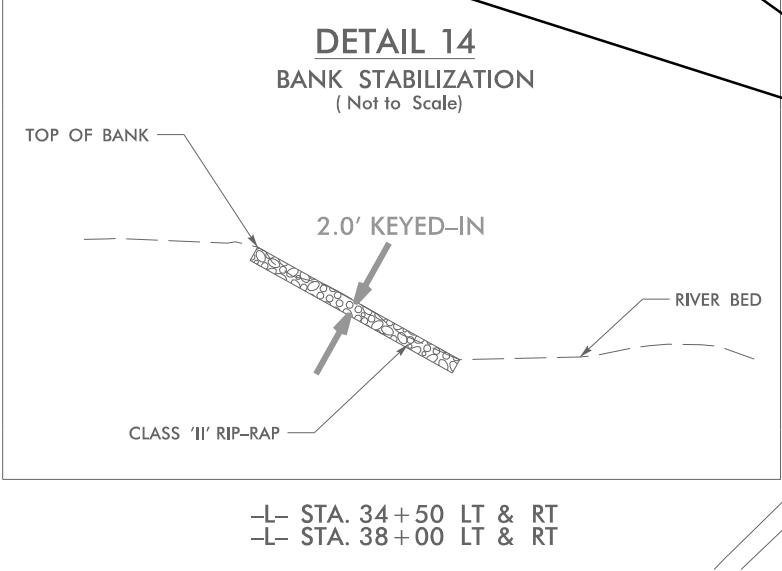 DETAIL 14
BANK STABILIZATION
( Not to Scale)
TOP OF BANK
2.0' KEYED–IN
RIVER BED
CLASS 'II' RIP–RAP
–L– STA. 34+50 LT & RT
–L– STA. 38+00 LT & RT